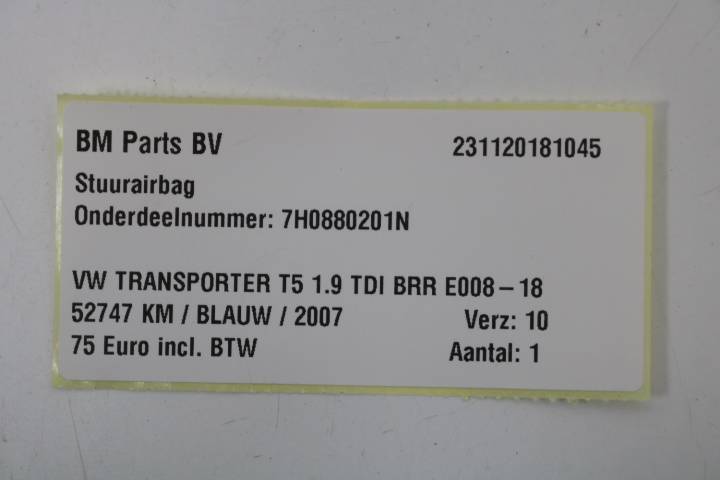 BM Parts BV 231120181045
Stuurairbag
Onderdeelnummer: 7H0880201N
VW TRANSPORTER T5 1.9 TDI BRR E008-18
52747 KM / BLAUW / 2007 Verz: 10
75 Euro incl. BTW Aantal: 1